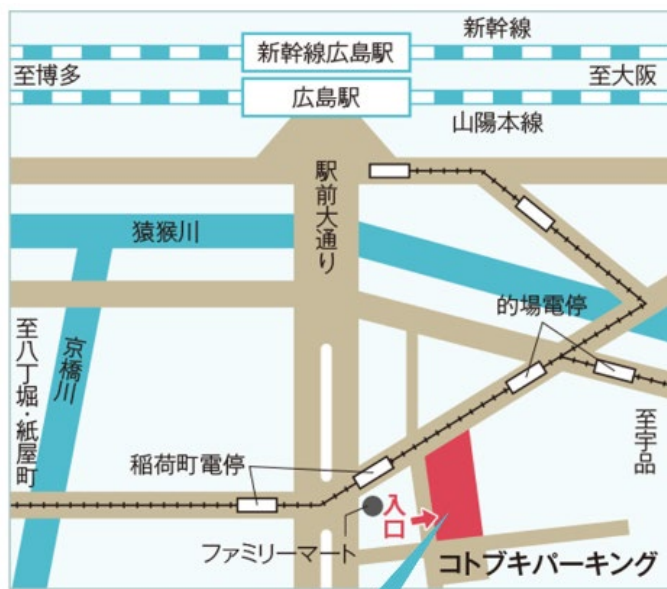 新幹線
新幹線広島駅
至博多
至大阪
広島駅
山陽本線
駅前大通り
猿猴川
的場電停
至八丁堀・紙屋町
京橋川
至宇品
稲荷町電停
入口
ファミリーマート
コトブキパーキング